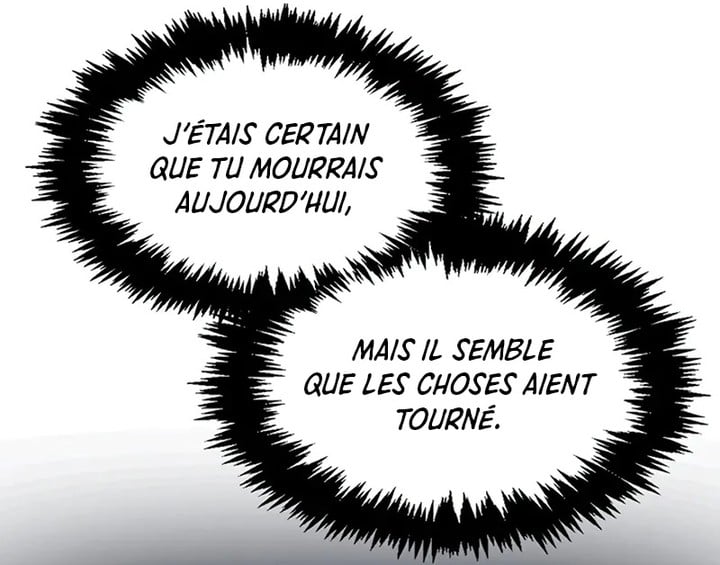 J'ÉTAIS CERTAIN
QUE TU MOURRAIS
AUJOURD'HUI,
MAIS IL SEMBLE
QUE LES CHOSES AIENT
TOURNÉ.